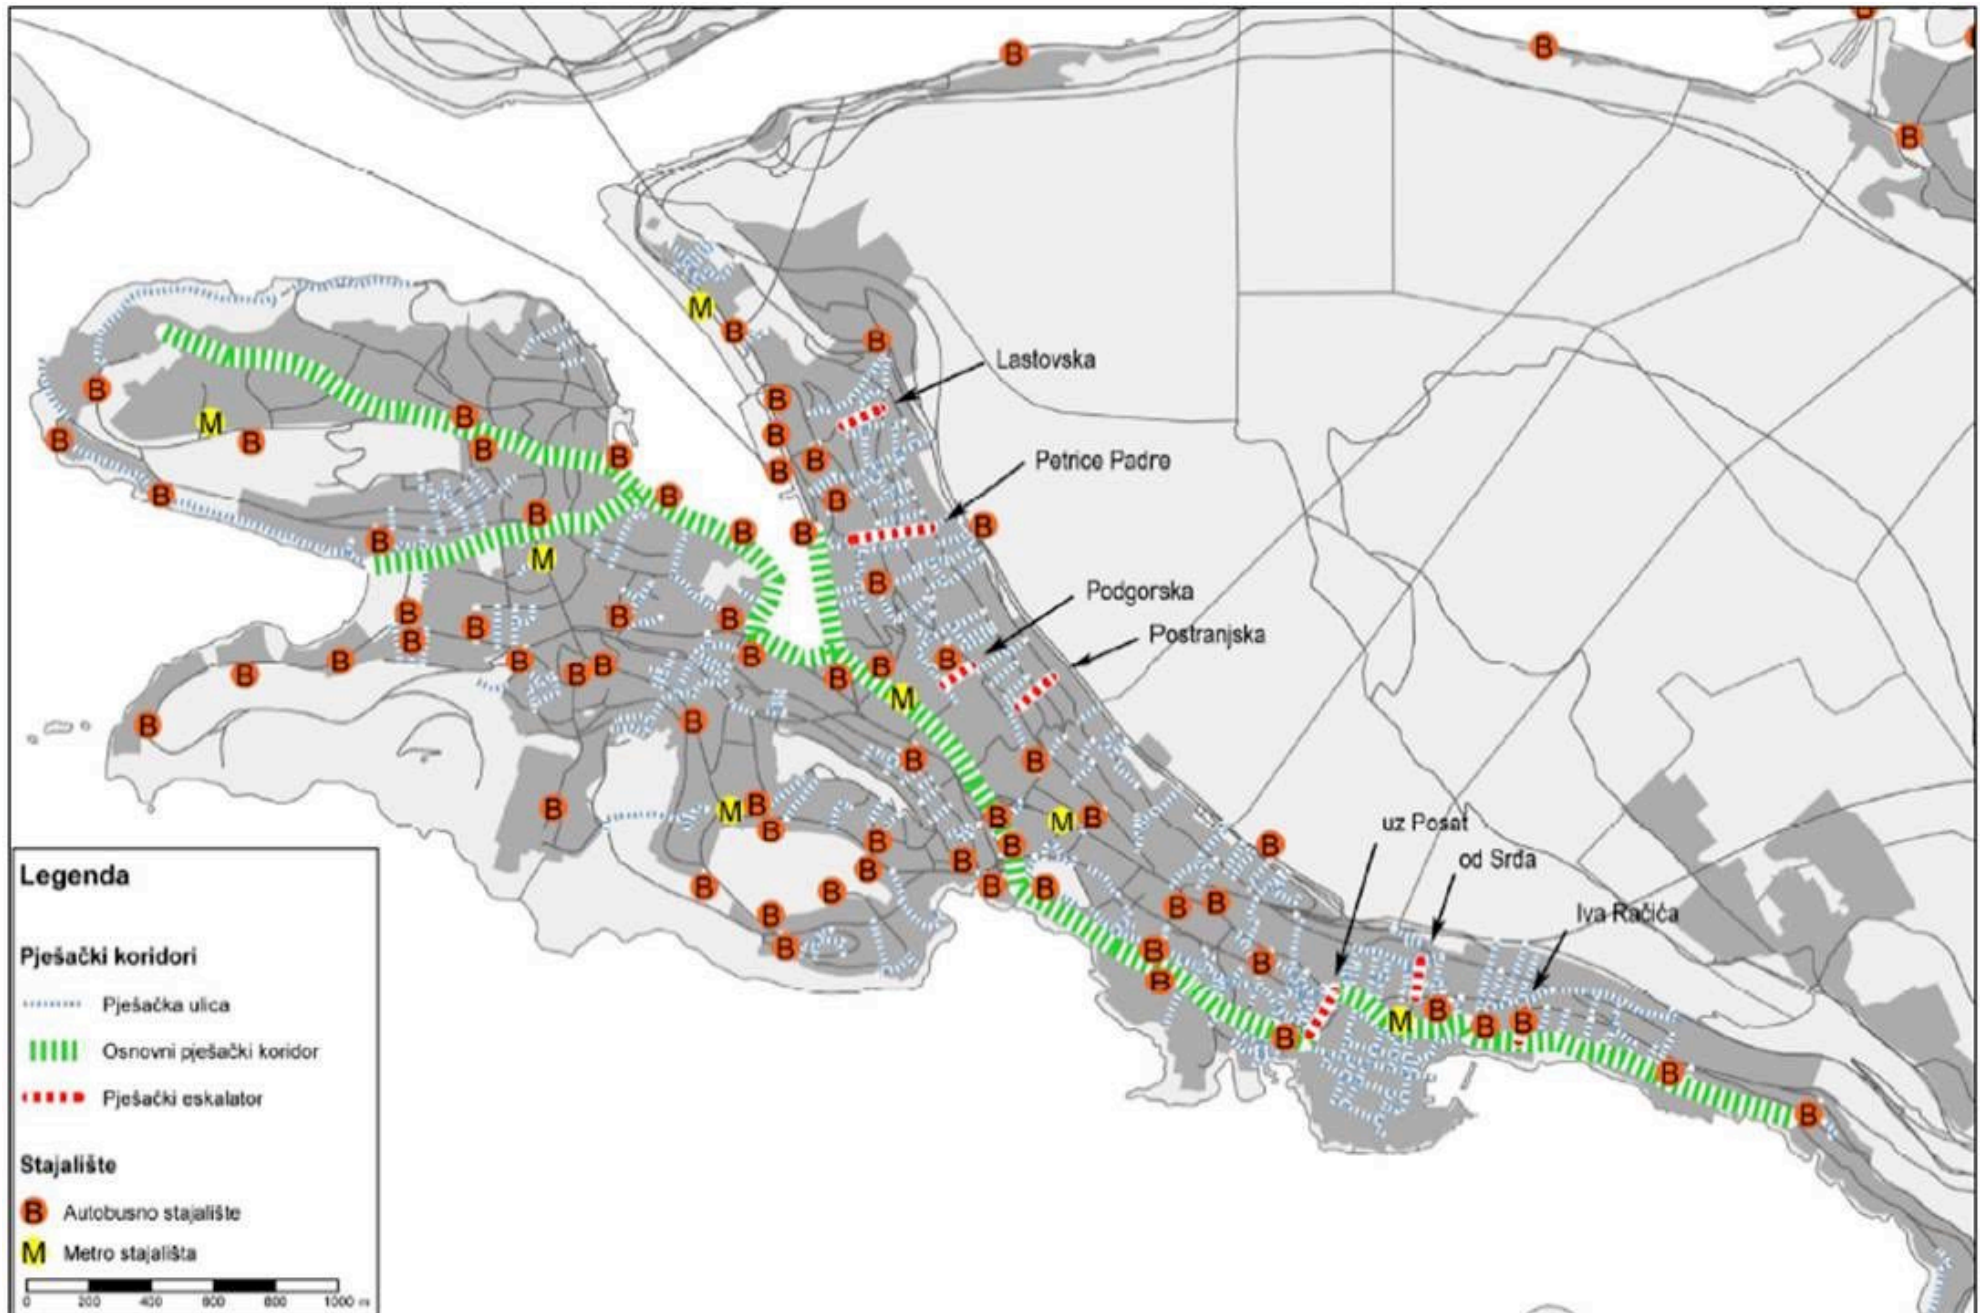 Lastovska
Petrice Padre
Podgorska
Postranjska
uz Posat
od Srđa
Iva Račića
Legenda
Pješački koridori
Pješačka ulica
Osnovni pješački koridor
Pješački eskalator
Stajalište
B Autobusno stajalište
M Metro stajališta
0 200 400 600 800 1000 m